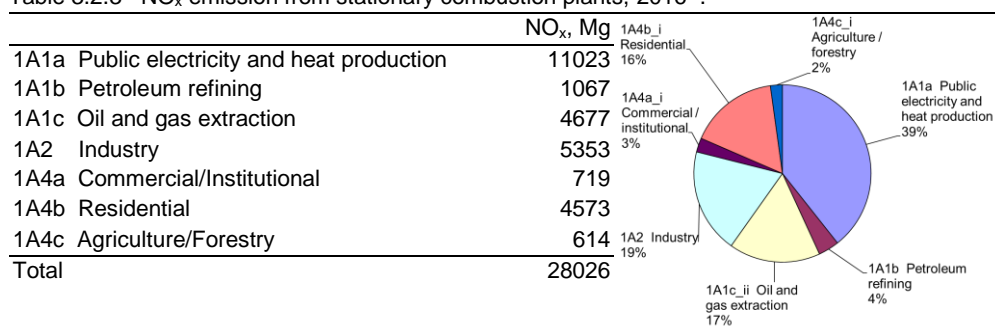 NOₓ, Mg
1A1a Public electricity and heat production 11023
1A1b Petroleum refining 1067
1A1c Oil and gas extraction 4677
1A2 Industry 5353
1A4a Commercial/Institutional 719
1A4b Residential 4573
1A4c Agriculture/Forestry 614
Total 28026
1A4b_i
Residential
16%
1A4c_i
Agriculture /
forestry
2%
1A1a Public
electricity and
heat production
39%
1A4a_i
Commercial /
institutional
3%
1A2 Industry
19%
1A1b Petroleum
refining
4%
1A1c_ii Oil and
gas extraction
17%